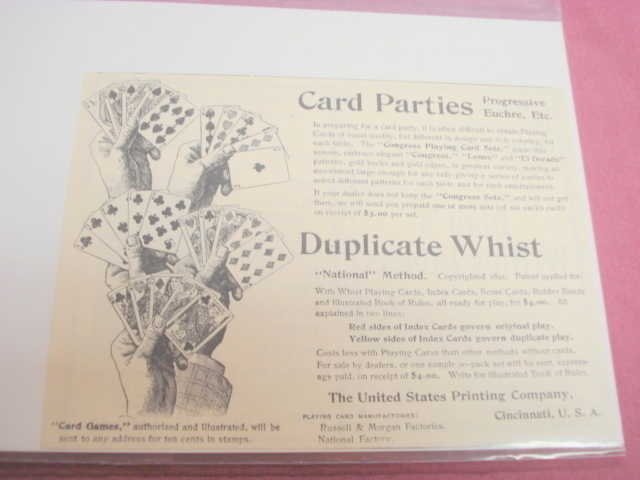 Card Parties Progressive
Euchre, Etc.
In preparing for a card party, it is often difficult to obtain Playing
Cards of equal quality, but different in design and rich coloring, for
each table. The "Congress Playing Card Sets," made this
season, embrace elegant "Congress," "Lenox" and "El Dorado"
patterns, gold backs and gold edges, in greatest variety, making an
assortment large enough for any lady giving a series of parties to
select different patterns for each table and for each entertainment.
If your dealer does not keep the "Congress Sets," and will not get
them, we will send you prepaid one or more sets (of six packs each)
on receipt of $3.00 per set.
Duplicate Whist
"National" Method. Copyrighted Patent applied for.
With Whist Playing Cards, Index Cards, Score Cards, Rubber Bands
and Illustrated Book of Rules, all ready for play, for $4.00. All
explained in two lines:
Red sides of Index Cards govern original play.
Yellow sides of Index Cards govern duplicate play.
Costs less with Playing Cards than other methods without cards.
For sale by dealers, or one sample set will be sent, express-
age paid, on receipt of $4.00. Write for Illustrated Book of Rules.
The United States Printing Company,
PLAYING CARD MANUFACTORIES:
Cincinnati, U. S. A.
Russell & Morgan Factories.
National Factory.
"Card Games," authorized and illustrated, will be
sent to any address for ten cents in stamps.